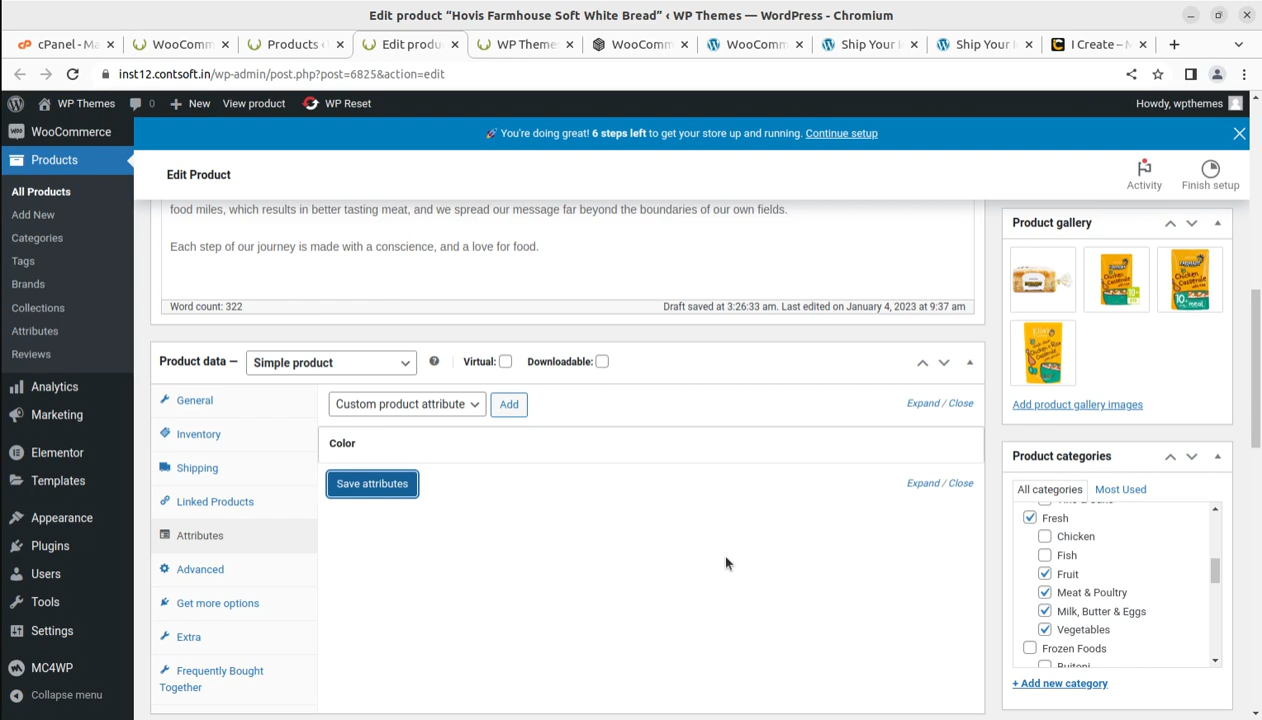 Edit product “Hovis Farmhouse Soft White Bread” ‹ WP Themes — WordPress - Chromium
cPanel - Ma
WooComm
Products ‹
Edit produ
WP Theme
WooComm
WooComm
Ship Your
Ship Your
I Create –
inst12.contsoft.in/wp-admin/post.php?post=6825&action=edit
WP Themes
0
New
View product
WP Reset
Howdy, wpthemes
WooCommerce
Products
All Products
Add New
Categories
Tags
Brands
Collections
Attributes
Reviews
Analytics
Marketing
Elementor
Templates
Appearance
Plugins
Users
Tools
Settings
MC4WP
Collapse menu
🚀 You're doing great! 6 steps left to get your store up and running. Continue setup
Edit Product
Activity
Finish setup
food miles, which results in better tasting meat, and we spread our message far beyond the boundaries of our own fields.
Each step of our journey is made with a conscience, and a love for food.
Word count: 322
Draft saved at 3:26:33 am. Last edited on January 4, 2023 at 9:37 am
Product data —
Simple product
Virtual:
Downloadable:
General
Inventory
Shipping
Linked Products
Attributes
Advanced
Get more options
Extra
Frequently Bought
Together
Custom product attribute
Add
Expand / Close
Color
Save attributes
Expand / Close
Product gallery
Add product gallery images
Product categories
All categories
Most Used
Fresh
Chicken
Fish
Fruit
Meat & Poultry
Milk, Butter & Eggs
Vegetables
Frozen Foods
Buitoni
+ Add new category